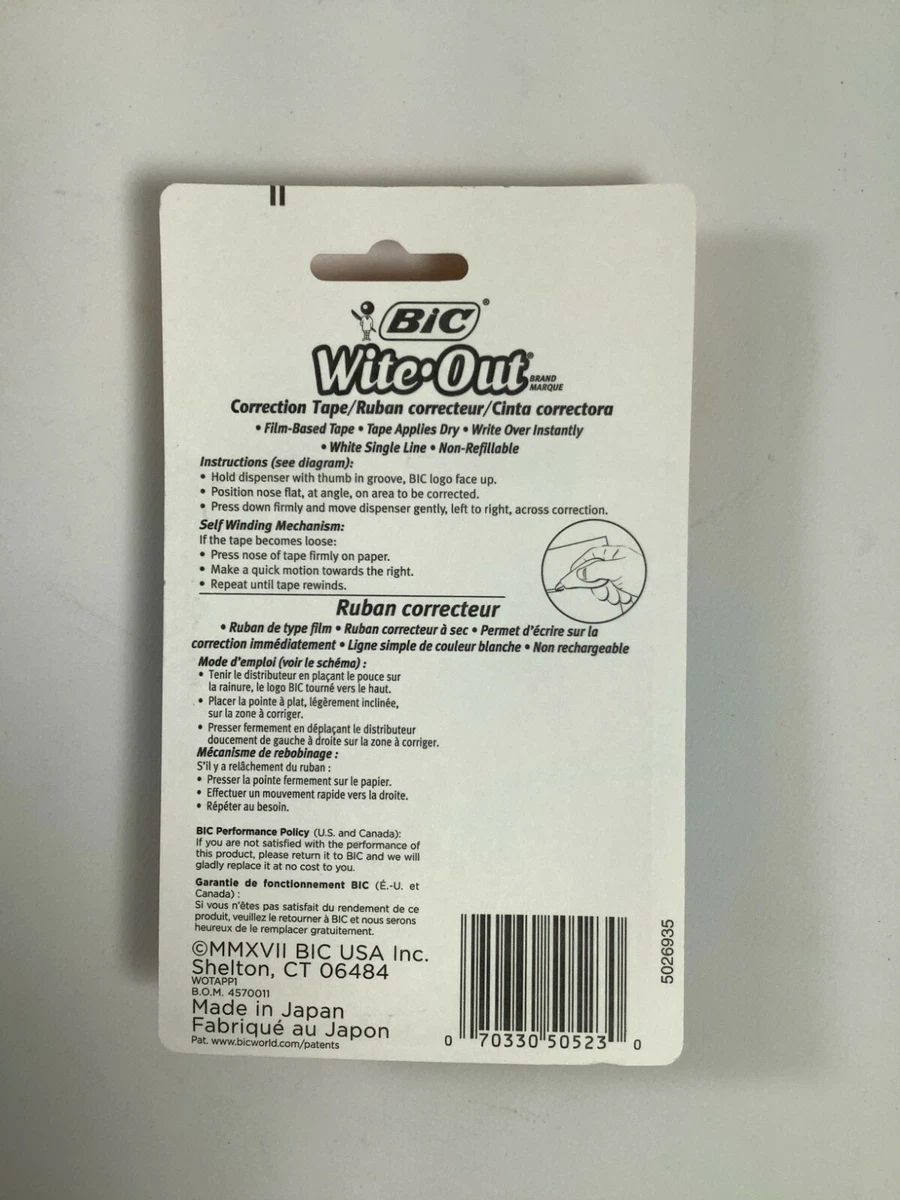 BiC®
Wite·Out® BRAND MARQUE
Correction Tape/Ruban correcteur/Cinta correctora
• Film-Based Tape • Tape Applies Dry • Write Over Instantly
• White Single Line • Non-Refillable
Instructions (see diagram):
• Hold dispenser with thumb in groove, BIC logo face up.
• Position nose flat, at angle, on area to be corrected.
• Press down firmly and move dispenser gently, left to right, across correction.
Self Winding Mechanism:
If the tape becomes loose:
• Press nose of tape firmly on paper.
• Make a quick motion towards the right.
• Repeat until tape rewinds.
Ruban correcteur
• Ruban de type film • Ruban correcteur à sec • Permet d'écrire sur la
correction immédiatement • Ligne simple de couleur blanche • Non rechargeable
Mode d'emploi (voir le schéma) :
• Tenir le distributeur en plaçant le pouce sur
la rainure, le logo BIC tourné vers le haut.
• Placer la pointe à plat, légèrement inclinée,
sur la zone à corriger.
• Presser fermement en déplaçant le distributeur
doucement de gauche à droite sur la zone à corriger.
Mécanisme de rebobinage :
S'il y a relâchement du ruban :
• Presser la pointe fermement sur le papier.
• Effectuer un mouvement rapide vers la droite.
• Répéter au besoin.
BIC Performance Policy (U.S. and Canada):
If you are not satisfied with the performance of
this product, please return it to BIC and we will
gladly replace it at no cost to you.
Garantie de fonctionnement BIC (É.-U. et
Canada) :
Si vous n'êtes pas satisfait du rendement de ce
produit, veuillez le retourner à BIC et nous serons
heureux de le remplacer gratuitement.
©MMXVII BIC USA Inc.
Shelton, CT 06484
WOTAPP1
B.O.M. 4570011
Made in Japan
Fabriqué au Japon
Pat. www.bicworld.com/patents
0 70330 50523 0
5026935